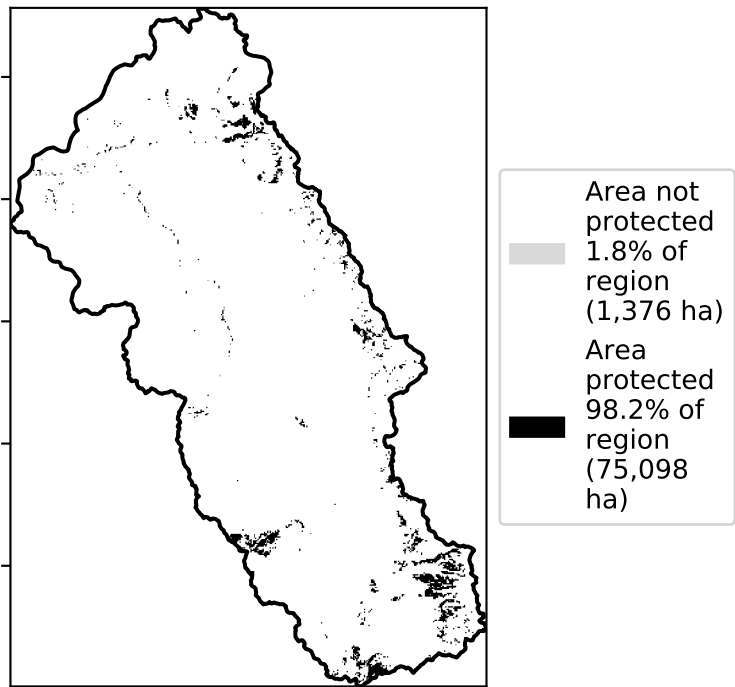 Area not
protected
1.8% of
region
(1,376 ha)
Area
protected
98.2% of
region
(75,098
ha)